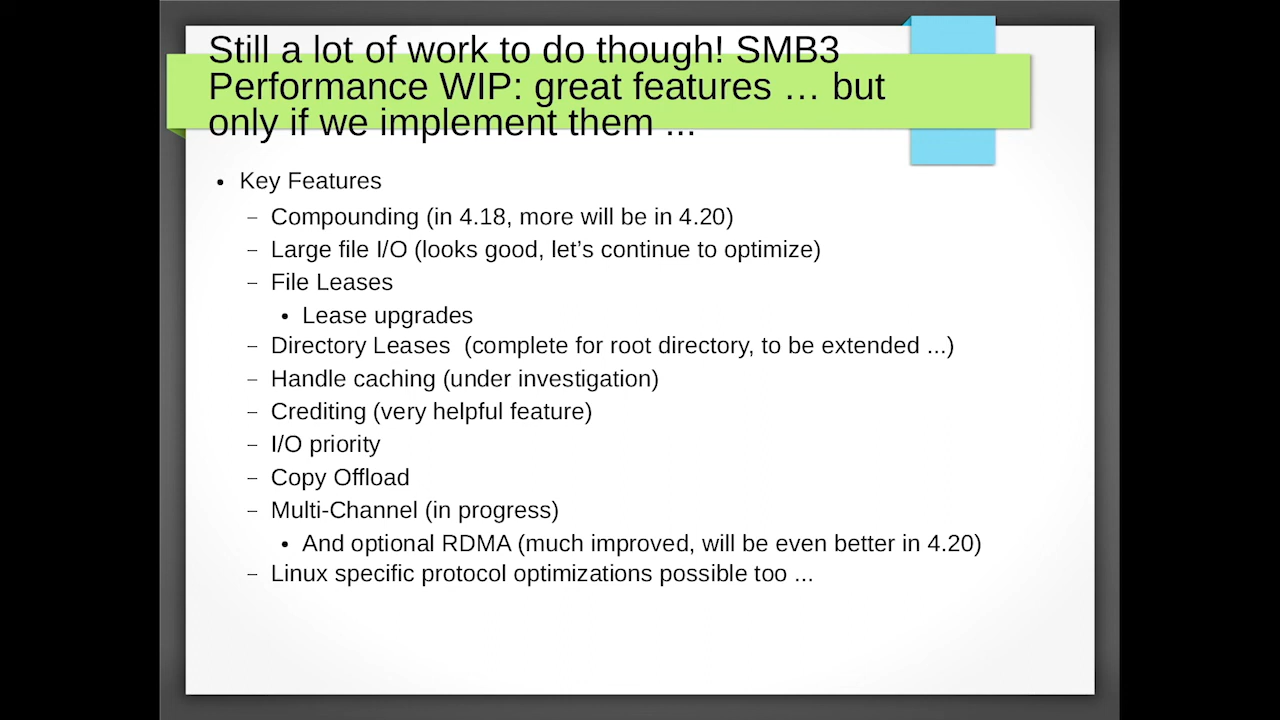 Still a lot of work to do though! SMB3
Performance WIP: great features … but
only if we implement them ...
• Key Features
– Compounding (in 4.18, more will be in 4.20)
– Large file I/O (looks good, let’s continue to optimize)
– File Leases
• Lease upgrades
– Directory Leases  (complete for root directory, to be extended ...)
– Handle caching (under investigation)
– Crediting (very helpful feature)
– I/O priority
– Copy Offload
– Multi-Channel (in progress)
• And optional RDMA (much improved, will be even better in 4.20)
– Linux specific protocol optimizations possible too ...